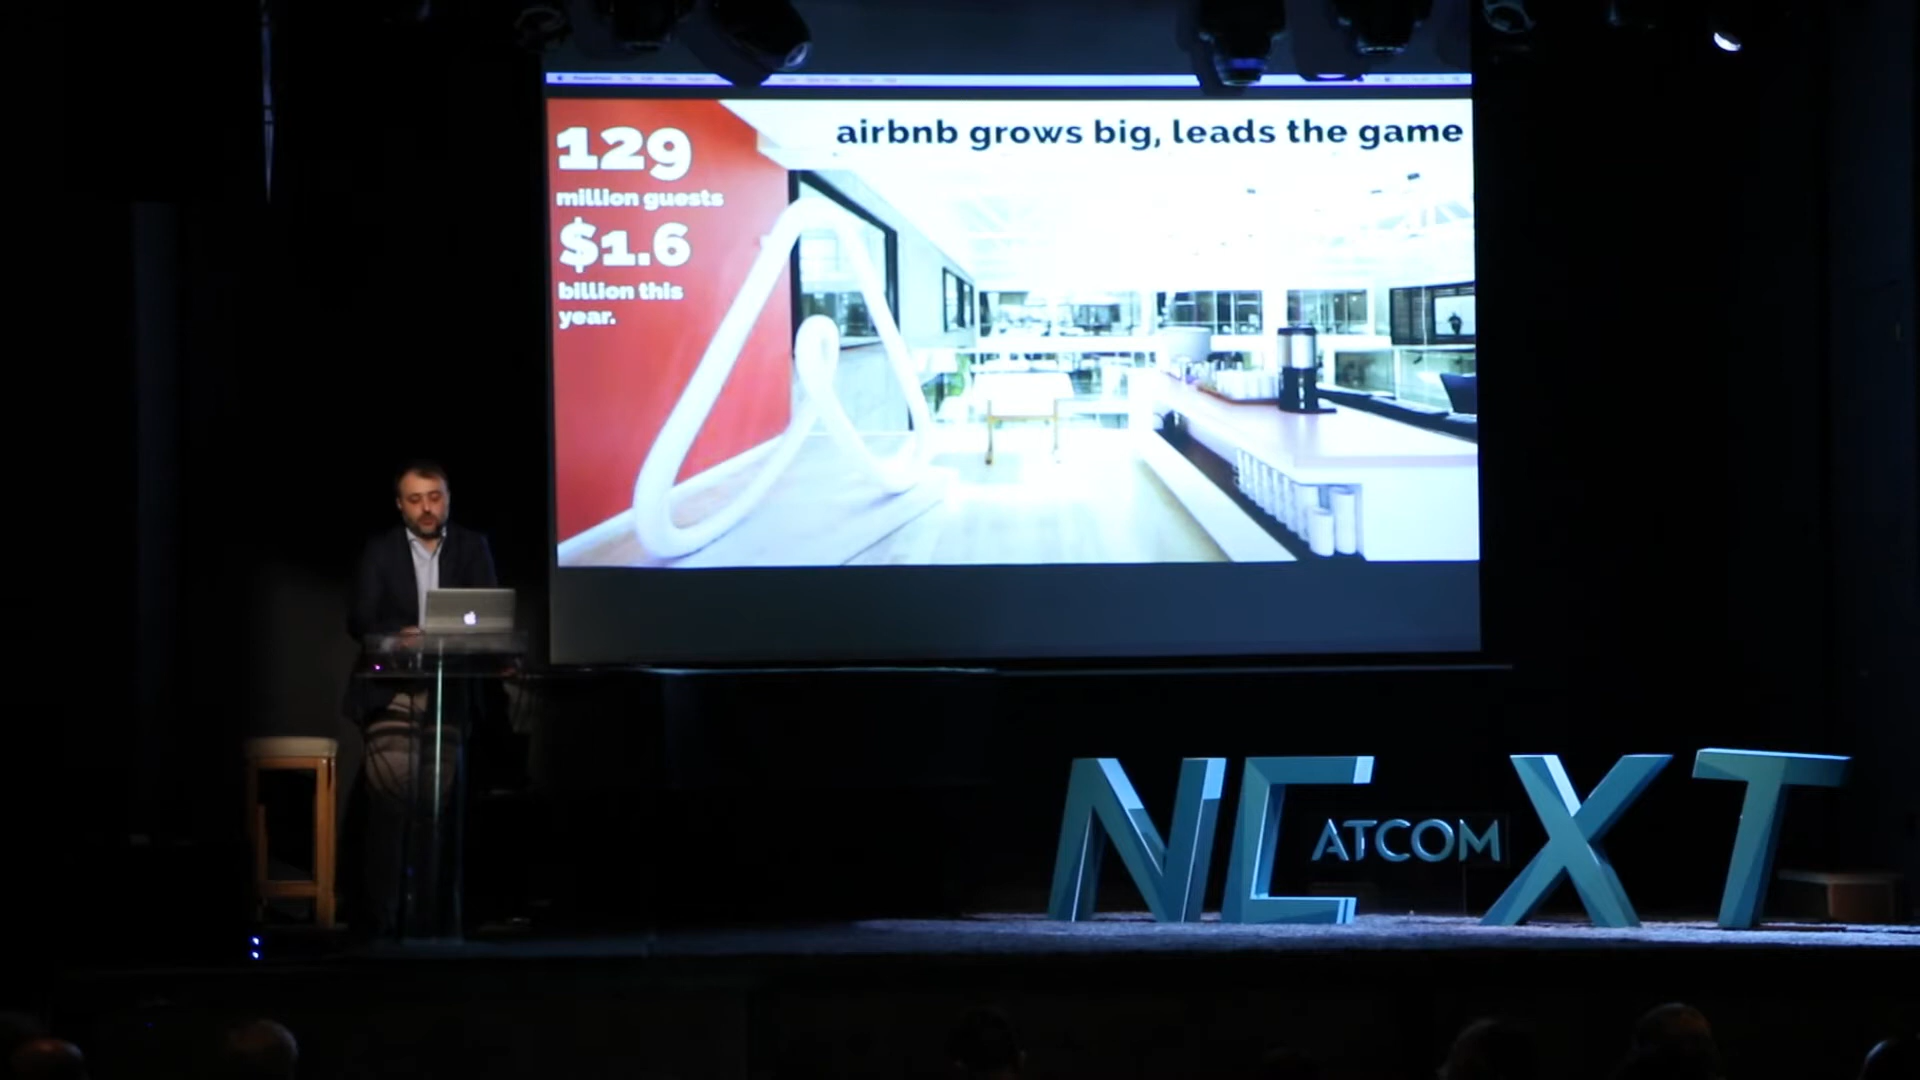 airbnb grows big, leads the game
129
million guests
$1.6
billion this
year.
NEXT
ATCOM